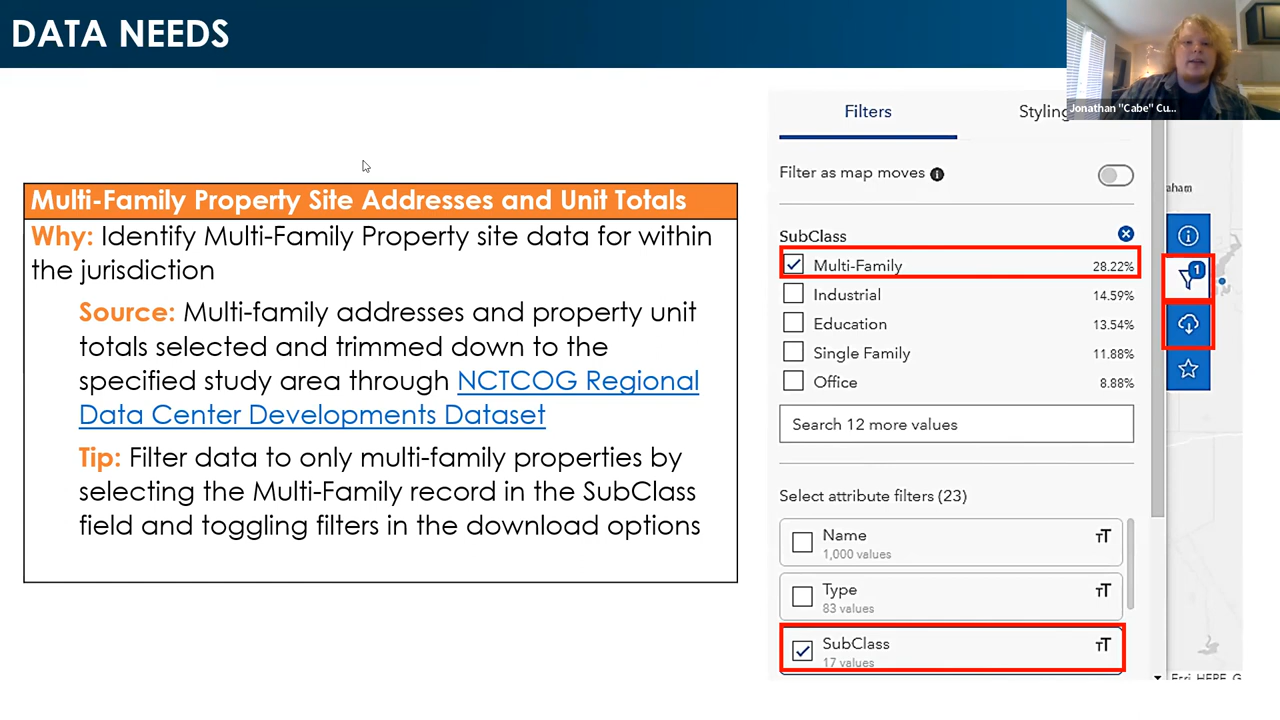 DATA NEEDS
Jonathan "Cabe" Cu...
Multi-Family Property Site Addresses and Unit Totals
Why: Identify Multi-Family Property site data for within
the jurisdiction
Source: Multi-family addresses and property unit
totals selected and trimmed down to the
specified study area through NCTCOG Regional
Data Center Developments Dataset
Tip: Filter data to only multi-family properties by
selecting the Multi-Family record in the SubClass
field and toggling filters in the download options
Filters
Styling
Filter as map moves
SubClass
Multi-Family 28.22%
Industrial 14.59%
Education 13.54%
Single Family 11.88%
Office 8.88%
Search 12 more values
Select attribute filters (23)
Name
1,000 values
Type
83 values
SubClass
17 values
aham
1